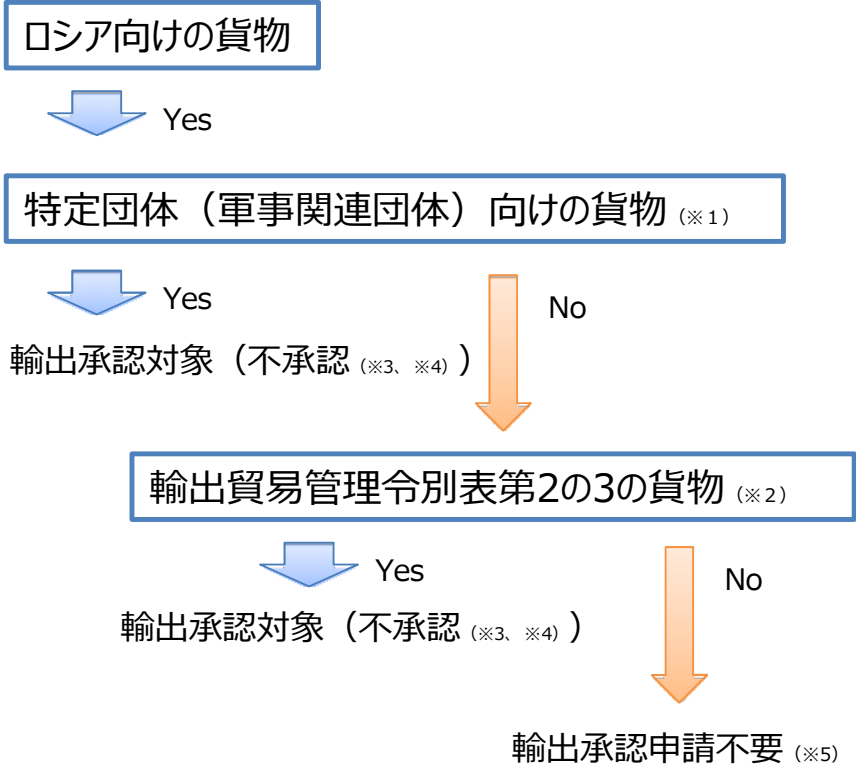 ロシア向けの貨物
Yes
特定団体（軍事関連団体）向けの貨物（※1）
Yes
No
輸出承認対象（不承認（※3、※4））
輸出貿易管理令別表第2の3の貨物（※2）
Yes
No
輸出承認対象（不承認（※3、※4））
輸出承認申請不要（※5）